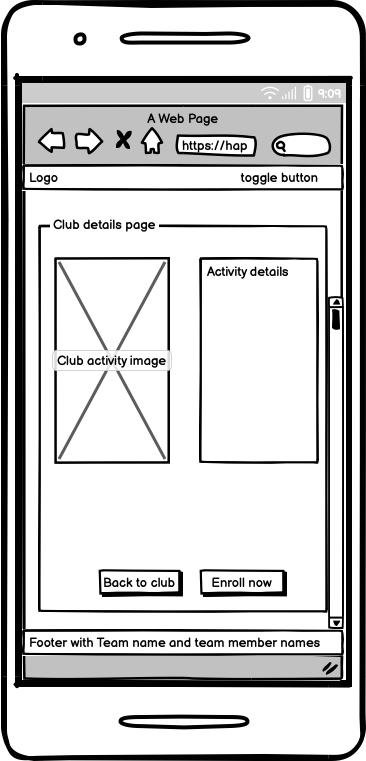 9:09
A Web Page
https://hap
Logo
toggle button
Club details page
Activity details
Club activity image
Back to club
Enroll now
Footer with Team name and team member names